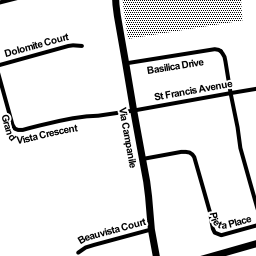 Dolomite Court
Basilica Drive
St Francis Avenue
Grand
Vista Crescent
Via Campanile
Pieta Place
Beauvista Court